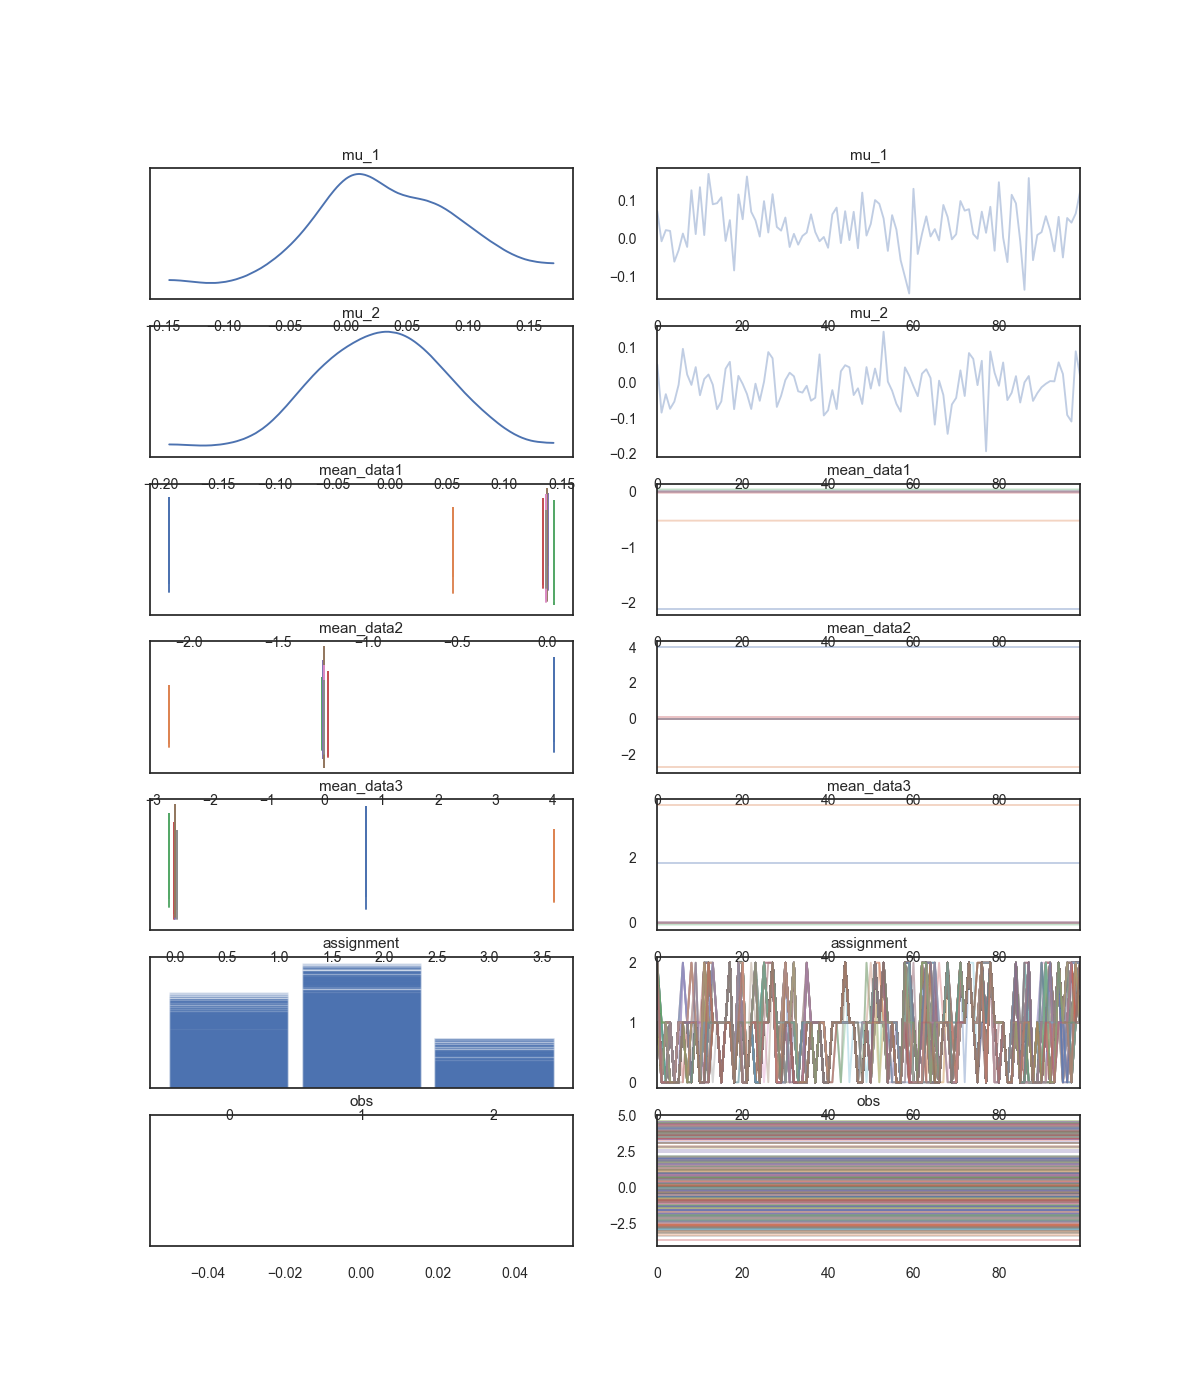 mu_1 mu_1
0.1
0.0
−0.1
−0.15 −0.10 −0.05 0.00 0.05 0.10 0.15 0 20 40 60 80
mu_2 mu_2
0.1
0.0
−0.1
−0.2
−0.20 −0.15 −0.10 −0.05 0.00 0.05 0.10 0.15 0 20 40 60 80
mean_data1 mean_data1
0
−1
−2
−2.0 −1.5 −1.0 −0.5 0.0 0 20 40 60 80
mean_data2 mean_data2
4
2
0
−2
−3 −2 −1 0 1 2 3 4 0 20 40 60 80
mean_data3 mean_data3
2
0
0.0 0.5 1.0 1.5 2.0 2.5 3.0 3.5 0 20 40 60 80
assignment assignment
2
1
0
0 1 2 0 20 40 60 80
obs obs
5.0
2.5
0.0
−2.5
−0.04 −0.02 0.00 0.02 0.04 0 20 40 60 80